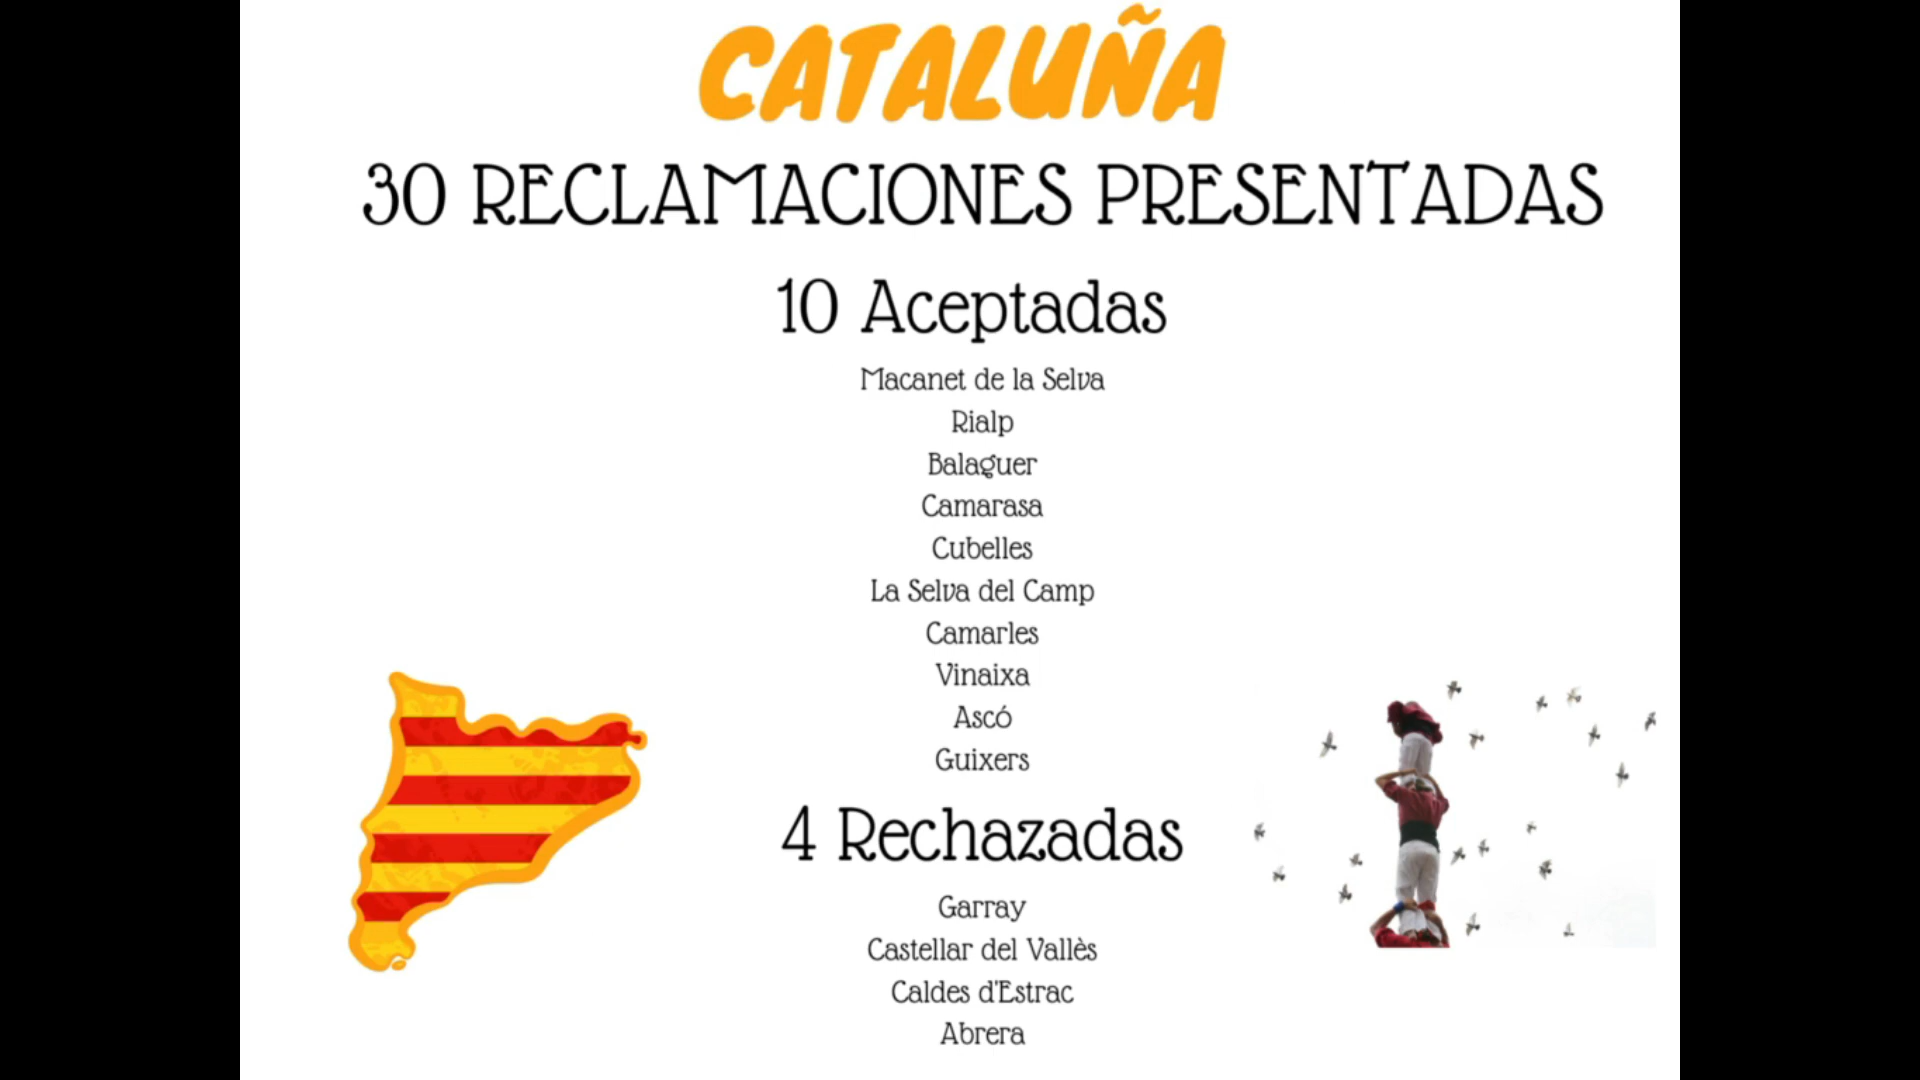 CATALUÑA
30 RECLAMACIONES PRESENTADAS
10 Aceptadas
Macanet de la Selva
Rialp
Balaguer
Camarasa
Cubelles
La Selva del Camp
Camarles
Vinaixa
Ascó
Guixers
4 Rechazadas
Garray
Castellar del Vallès
Caldes d'Estrac
Abrera